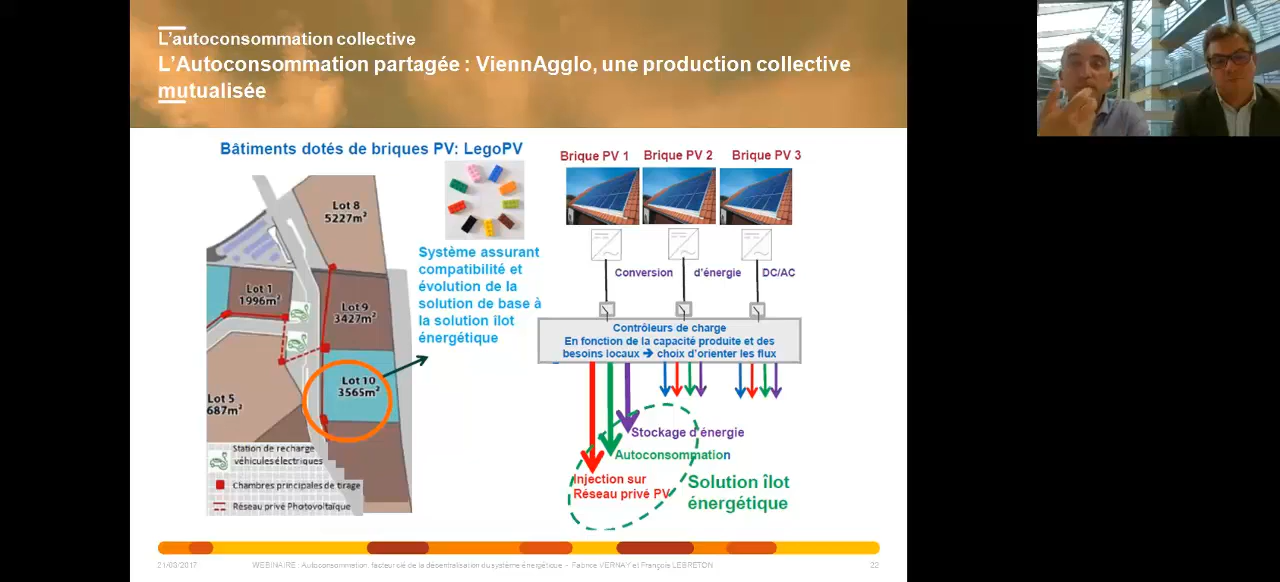 L'autoconsommation collective
L'Autoconsommation partagée : ViennAgglo, une production collective
mutualisée
Bâtiments dotés de briques PV: LegoPV
Lot 8
5227m²
Lot 1
1996m²
Lot 9
3427m²
Lot 10
3565m²
Lot 5
687m²
Station de recharge
véhicules électriques
Chambres principales de tirage
Réseau privé Photovoltaïque
Système assurant
compatibilité et
évolution de la
solution de base à
la solution îlot
énergétique
Brique PV 1 Brique PV 2 Brique PV 3
Conversion d'énergie DC/AC
Contrôleurs de charge
En fonction de la capacité produite et des
besoins locaux ➔ choix d'orienter les flux
Stockage d'énergie
Autoconsommation
Injection sur
Réseau privé PV
Solution îlot
énergétique
21/03/2017 WEBINAIRE : Autoconsommation, facteur clé de la décentralisation du système énergétique - Fabrice VERNAY et François LEBRETON 22